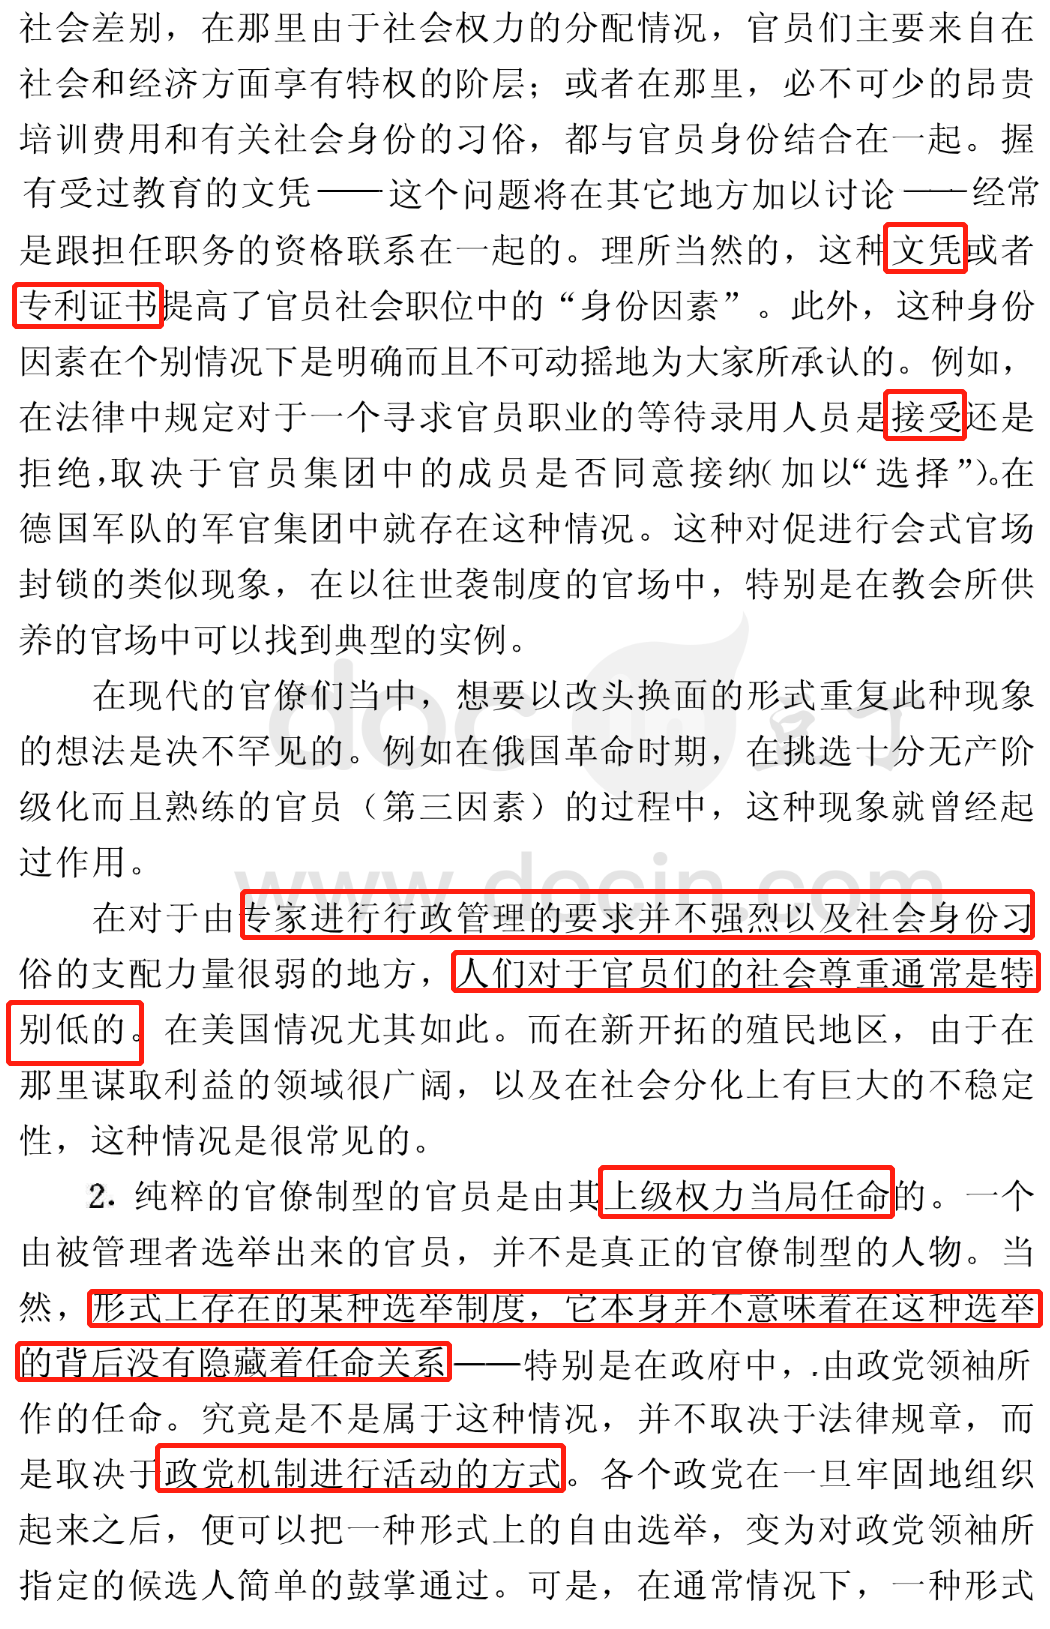 社会差别，在那里由于社会权力的分配情况，官员们主要来自在
社会和经济方面享有特权的阶层；或者在那里，必不可少的昂贵
培训费用和有关社会身份的习俗，都与官员身份结合在一起。握
有受过教育的文凭——这个问题将在其它地方加以讨论——经常
是跟担任职务的资格联系在一起的。理所当然的，这种文凭或者
专利证书提高了官员社会职位中的“身份因素”。此外，这种身份
因素在个别情况下是明确而且不可动摇地为大家所承认的。例如，
在法律中规定对于一个寻求官员职业的等待录用人员是接受还是
拒绝，取决于官员集团中的成员是否同意接纳（加以“选择”）。在
德国军队的军官集团中就存在这种情况。这种对促进行会式官场
封锁的类似现象，在以往世袭制度的官场中，特别是在教会所供
养的官场中可以找到典型的实例。
在现代的官僚们当中，想要以改头换面的形式重复此种现象
的想法是决不罕见的。例如在俄国革命时期，在挑选十分无产阶
级化而且熟练的官员（第三因素）的过程中，这种现象就曾经起
过作用。
在对于由专家进行行政管理的要求并不强烈以及社会身份习
俗的支配力量很弱的地方，人们对于官员们的社会尊重通常是特
别低的。在美国情况尤其如此。而在新开拓的殖民地区，由于在
那里谋取利益的领域很广阔，以及在社会分化上有巨大的不稳定
性，这种情况是很常见的。
2. 纯粹的官僚制型的官员是由其上级权力当局任命的。一个
由被管理者选举出来的官员，并不是真正的官僚制型的人物。当
然，形式上存在的某种选举制度，它本身并不意味着在这种选举
的背后没有隐藏着任命关系——特别是在政府中，.由政党领袖所
作的任命。究竟是不是属于这种情况，并不取决于法律规章，而
是取决于政党机制进行活动的方式。各个政党在一旦牢固地组织
起来之后，便可以把一种形式上的自由选举，变为对政党领袖所
指定的候选人简单的鼓掌通过。可是，在通常情况下，一种形式
docin 豆丁
www.docin.com